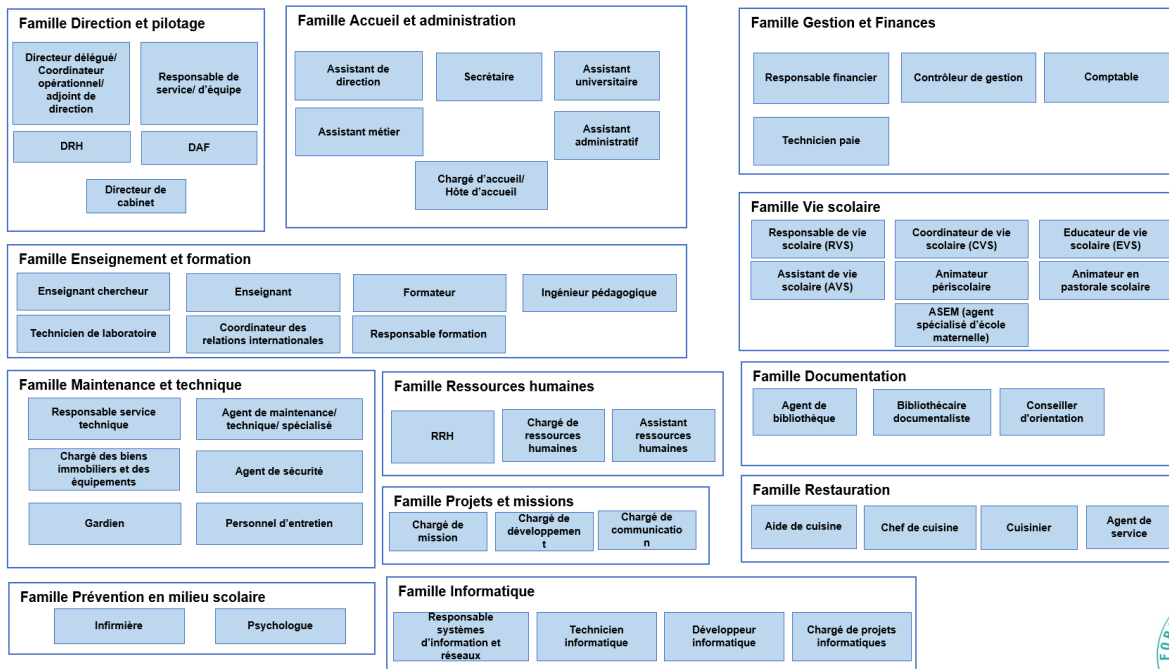 Famille Direction et pilotage
Directeur délégué/
Coordinateur
opérationnel/
adjoint de
direction
Responsable de
service/ d'équipe
DRH
DAF
Directeur de
cabinet
Famille Accueil et administration
Assistant de
direction
Secrétaire
Assistant
universitaire
Assistant métier
Assistant
administratif
Chargé d'accueil/
Hôte d'accueil
Famille Gestion et Finances
Responsable financier
Contrôleur de gestion
Comptable
Technicien paie
Famille Vie scolaire
Responsable de vie
scolaire (RVS)
Coordinateur de vie
scolaire (CVS)
Educateur de vie
scolaire (EVS)
Assistant de vie
scolaire (AVS)
Animateur
périscolaire
Animateur en
pastorale scolaire
ASEM (agent
spécialisé d'école
maternelle)
Famille Enseignement et formation
Enseignant chercheur
Enseignant
Formateur
Ingénieur pédagogique
Technicien de laboratoire
Coordinateur des
relations internationales
Responsable formation
Famille Maintenance et technique
Responsable service
technique
Agent de maintenance/
technique/ spécialisé
Chargé des biens
immobiliers et des
équipements
Agent de sécurité
Gardien
Personnel d'entretien
Famille Ressources humaines
RRH
Chargé de
ressources
humaines
Assistant
ressources
humaines
Famille Documentation
Agent de
bibliothèque
Bibliothécaire
documentaliste
Conseiller
d'orientation
Famille Projets et missions
Chargé de
mission
Chargé de
développemen
t
Chargé de
communicatio
n
Famille Restauration
Aide de cuisine
Chef de cuisine
Cuisinier
Agent de
service
Famille Prévention en milieu scolaire
Infirmière
Psychologue
Famille Informatique
Responsable
systèmes
d'information et
réseaux
Technicien
informatique
Développeur
informatique
Chargé de projets
informatiques
FOR